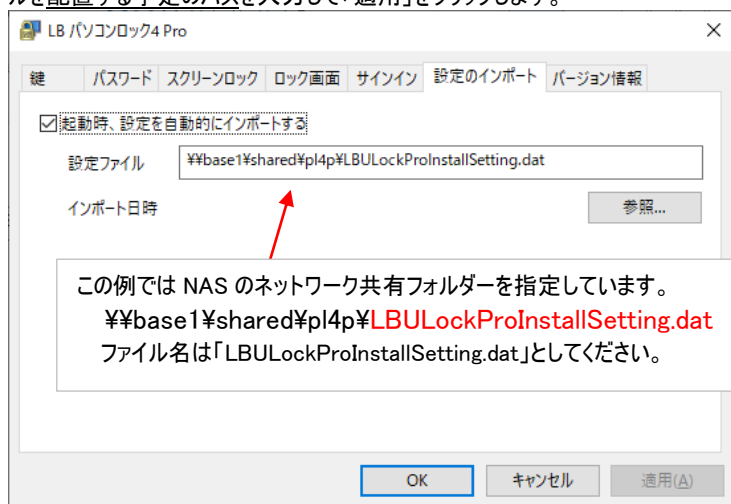 ルを配置する予定のパスを入力して「適用」をクリックします。
LB パソコンロック4 Pro
鍵 パスワード スクリーンロック ロック画面 サインイン 設定のインポート バージョン情報
起動時、設定を自動的にインポートする
設定ファイル ¥¥base1¥shared¥pl4p¥LBULockProInstallSetting.dat
インポート日時 参照...
この例では NAS のネットワーク共有フォルダーを指定しています。
¥¥base1¥shared¥pl4p¥LBULockProInstallSetting.dat
ファイル名は「LBULockProInstallSetting.dat」としてください。
OK キャンセル 適用(A)